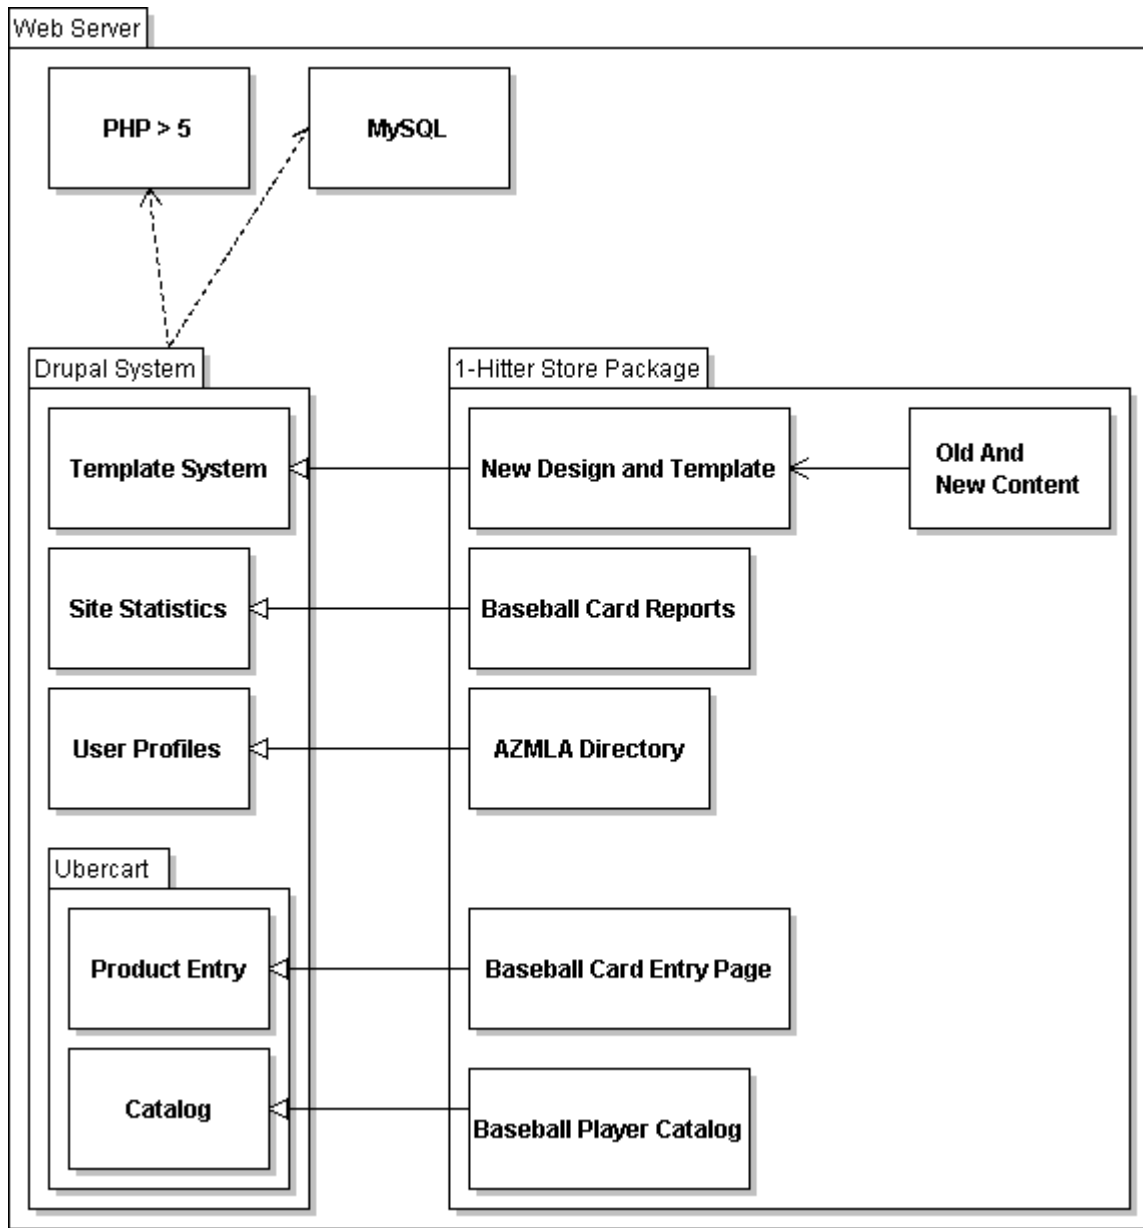 Web Server
PHP > 5
MySQL
Drupal System
1-Hitter Store Package
Template System
New Design and Template
Old And
New Content
Site Statistics
Baseball Card Reports
User Profiles
AZMLA Directory
Ubercart
Product Entry
Baseball Card Entry Page
Catalog
Baseball Player Catalog